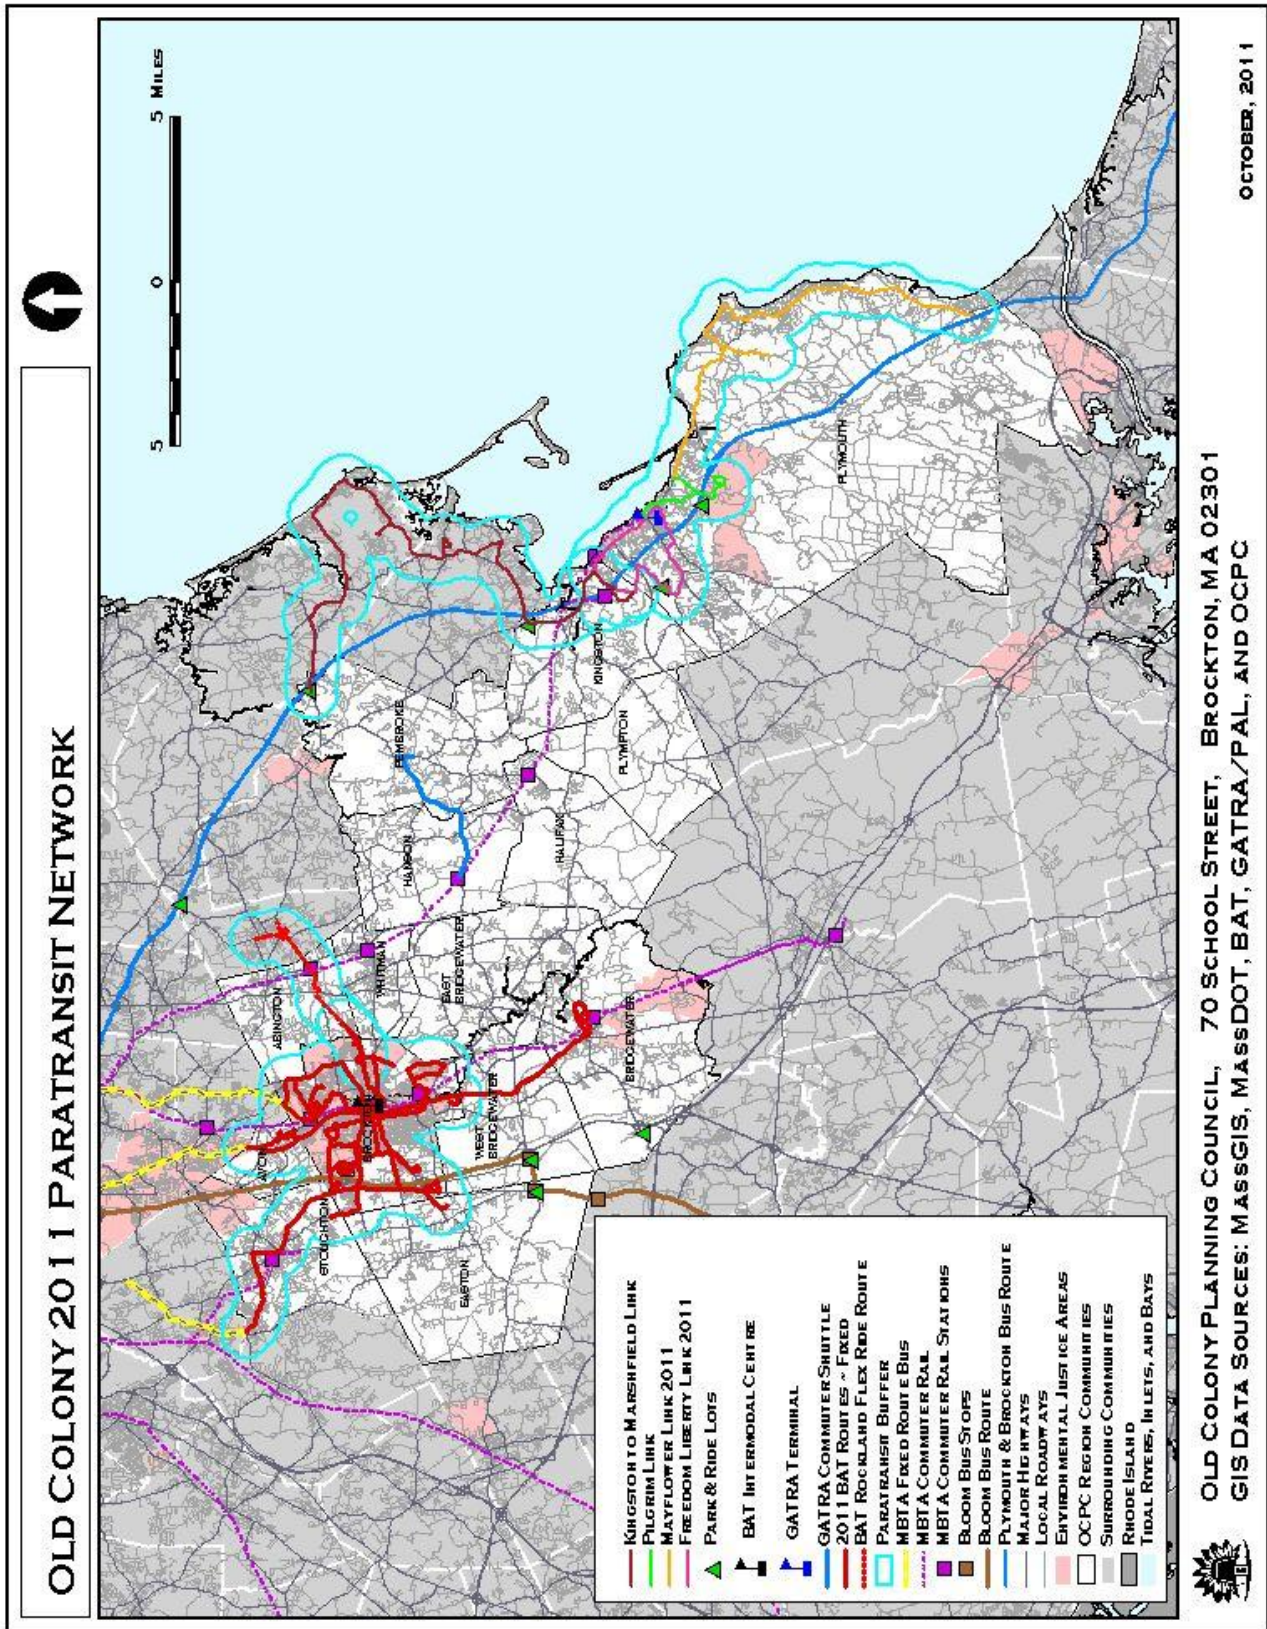 OLD COLONY 2011 PARATRANSIT NETWORK
5 0 5 MILES
STOUGHTON
AVON
BROCKTON
ABINGTON
WHITMAN
EASTON
WEST
BRIDGEWATER
EAST
BRIDGEWATER
HANSON
PEMBROKE
BRIDGEWATER
HALIFAX
PLYMPTON
KINGSTON
PLYMOUTH
KINGSTON TO MARSHFIELD LINK
PILGRIM LINK
MAYFLOWER LINK 2011
FREEDOM LIBERTY LINK 2011
PARK & RIDE LOTS
BAT INTERMODAL CENTRE
GATRA TERMINAL
GATRA COMMUTER SHUTTLE
2011 BAT ROUTES ~ FIXED
BAT ROCKLAND FLEX RIDE ROUTE
PARATRANSIT BUFFER
MBTA FIXED ROUTE BUS
MBTA COMMUTER RAIL
MBTA COMMUTER RAIL STATIONS
BLOOM BUS STOPS
BLOOM BUS ROUTE
PLYMOUTH & BROCKTON BUS ROUTE
MAJOR HIGHWAYS
LOCAL ROADWAYS
ENVIRONMENTAL JUSTICE AREAS
OCPC REGION COMMUNITIES
SURROUNDING COMMUNITIES
RHODE ISLAND
TIDAL RIVERS, INLETS, AND BAYS
OLD COLONY PLANNING COUNCIL, 70 SCHOOL STREET, BROCKTON, MA 02301
GIS DATA SOURCES: MASSGIS, MASSDOT, BAT, GATRA/PAL, AND OCPC
OCTOBER, 2011